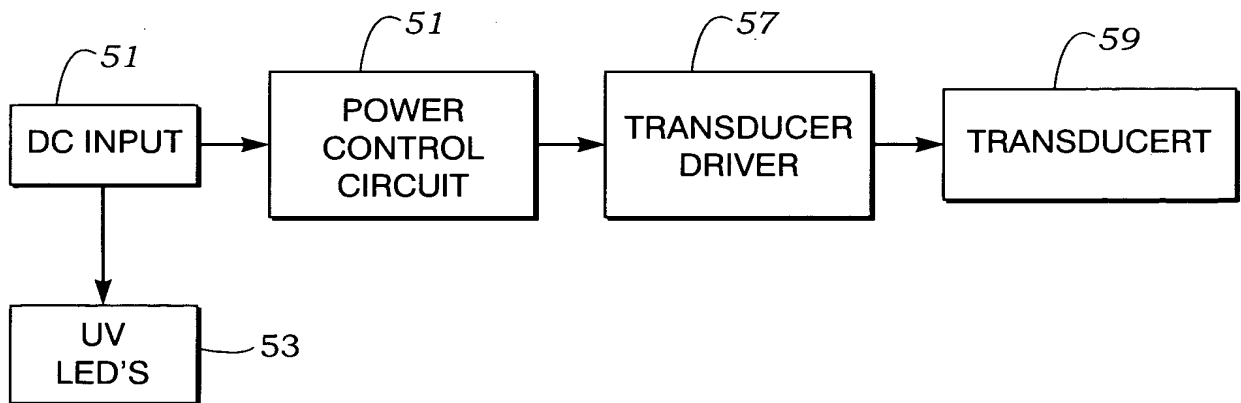 51
DC INPUT
51
POWER
CONTROL
CIRCUIT
57
TRANSDUCER
DRIVER
59
TRANSDUCERT
UV
LED'S
53